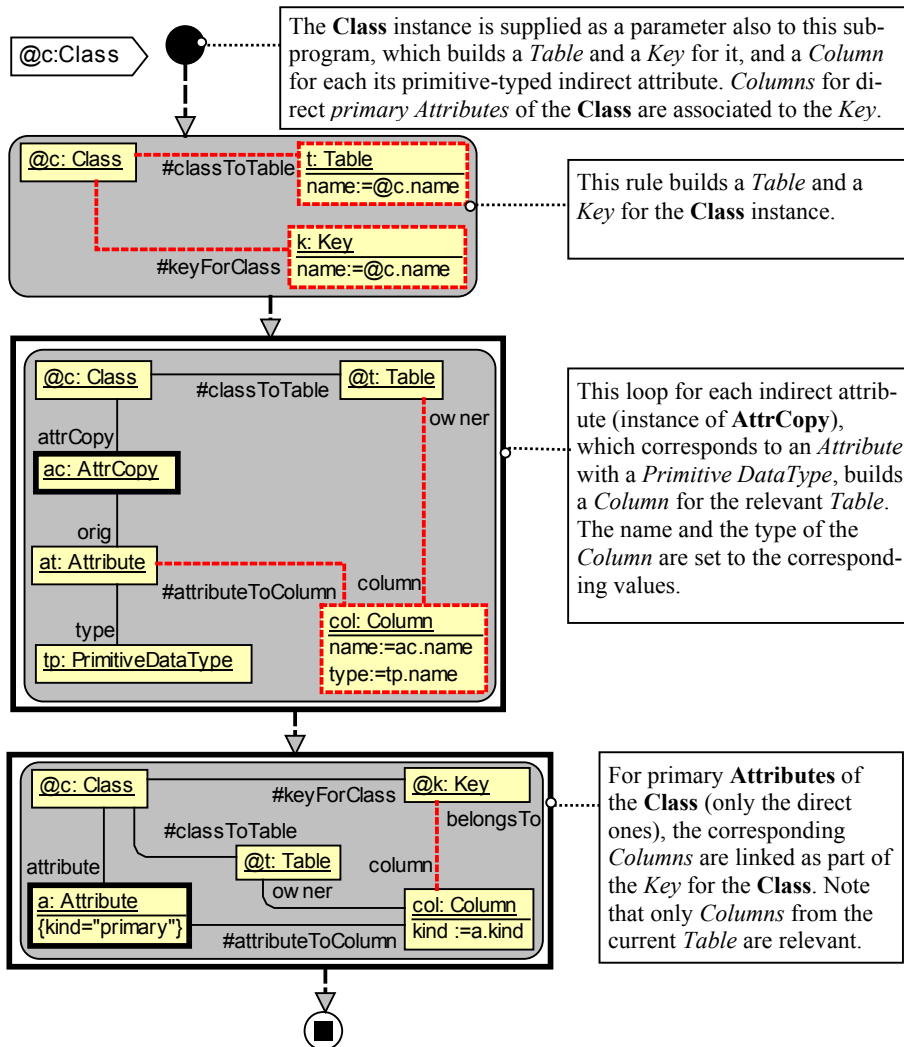 @c:Class
The Class instance is supplied as a parameter also to this sub-
program, which builds a Table and a Key for it, and a Column
for each its primitive-typed indirect attribute. Columns for di-
rect primary Attributes of the Class are associated to the Key.
@c: Class
#classToTable
t: Table
name:=@c.name
k: Key
#keyForClass
name:=@c.name
This rule builds a Table and a
Key for the Class instance.
@c: Class
#classToTable
@t: Table
ow ner
attrCopy
ac: AttrCopy
orig
at: Attribute
#attributeToColumn
column
col: Column
name:=ac.name
type:=tp.name
type
tp: PrimitiveDataType
This loop for each indirect attrib-
ute (instance of AttrCopy),
which corresponds to an Attribute
with a Primitive DataType, builds
a Column for the relevant Table.
The name and the type of the
Column are set to the correspond-
ing values.
@c: Class
#keyForClass
@k: Key
belongsTo
#classToTable
attribute
@t: Table
column
ow ner
a: Attribute
{kind="primary"}
#attributeToColumn
col: Column
kind :=a.kind
For primary Attributes of
the Class (only the direct
ones), the corresponding
Columns are linked as part of
the Key for the Class. Note
that only Columns from the
current Table are relevant.